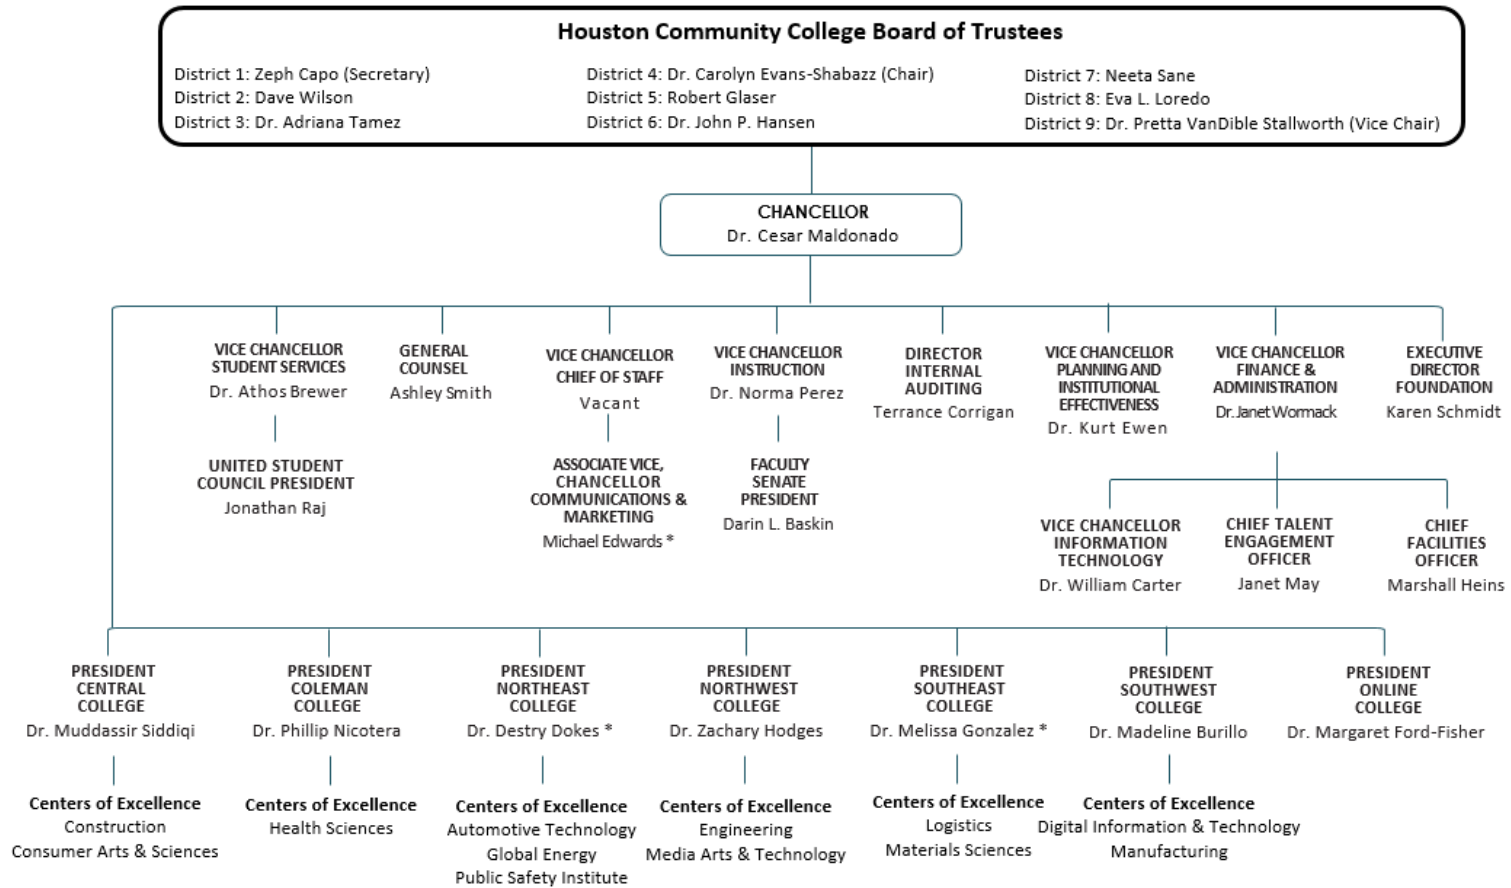 Houston Community College Board of Trustees
District 1: Zeph Capo (Secretary)
District 2: Dave Wilson
District 3: Dr. Adriana Tamez
District 4: Dr. Carolyn Evans-Shabazz (Chair)
District 5: Robert Glaser
District 6: Dr. John P. Hansen
District 7: Neeta Sane
District 8: Eva L. Loredo
District 9: Dr. Pretta VanDible Stallworth (Vice Chair)
CHANCELLOR
Dr. Cesar Maldonado
VICE CHANCELLOR
STUDENT SERVICES
Dr. Athos Brewer
UNITED STUDENT
COUNCIL PRESIDENT
Jonathan Raj
GENERAL
COUNSEL
Ashley Smith
VICE CHANCELLOR
CHIEF OF STAFF
Vacant
ASSOCIATE VICE,
CHANCELLOR
COMMUNICATIONS &
MARKETING
Michael Edwards *
VICE CHANCELLOR
INSTRUCTION
Dr. Norma Perez
FACULTY
SENATE
PRESIDENT
Darin L. Baskin
DIRECTOR
INTERNAL
AUDITING
Terrance Corrigan
VICE CHANCELLOR
PLANNING AND
INSTITUTIONAL
EFFECTIVENESS
Dr. Kurt Ewen
VICE CHANCELLOR
FINANCE &
ADMINISTRATION
Dr. Janet Wormack
EXECUTIVE
DIRECTOR
FOUNDATION
Karen Schmidt
VICE CHANCELLOR
INFORMATION
TECHNOLOGY
Dr. William Carter
CHIEF TALENT
ENGAGEMENT
OFFICER
Janet May
CHIEF
FACILITIES
OFFICER
Marshall Heins
PRESIDENT
CENTRAL
COLLEGE
Dr. Muddassir Siddiqi
Centers of Excellence
Construction
Consumer Arts & Sciences
PRESIDENT
COLEMAN
COLLEGE
Dr. Phillip Nicotera
Centers of Excellence
Health Sciences
PRESIDENT
NORTHEAST
COLLEGE
Dr. Destry Dokes *
Centers of Excellence
Automotive Technology
Global Energy
Public Safety Institute
PRESIDENT
NORTHWEST
COLLEGE
Dr. Zachary Hodges
Centers of Excellence
Engineering
Media Arts & Technology
PRESIDENT
SOUTHEAST
COLLEGE
Dr. Melissa Gonzalez *
Centers of Excellence
Logistics
Materials Sciences
PRESIDENT
SOUTHWEST
COLLEGE
Dr. Madeline Burillo
Centers of Excellence
Digital Information & Technology
Manufacturing
PRESIDENT
ONLINE
COLLEGE
Dr. Margaret Ford-Fisher